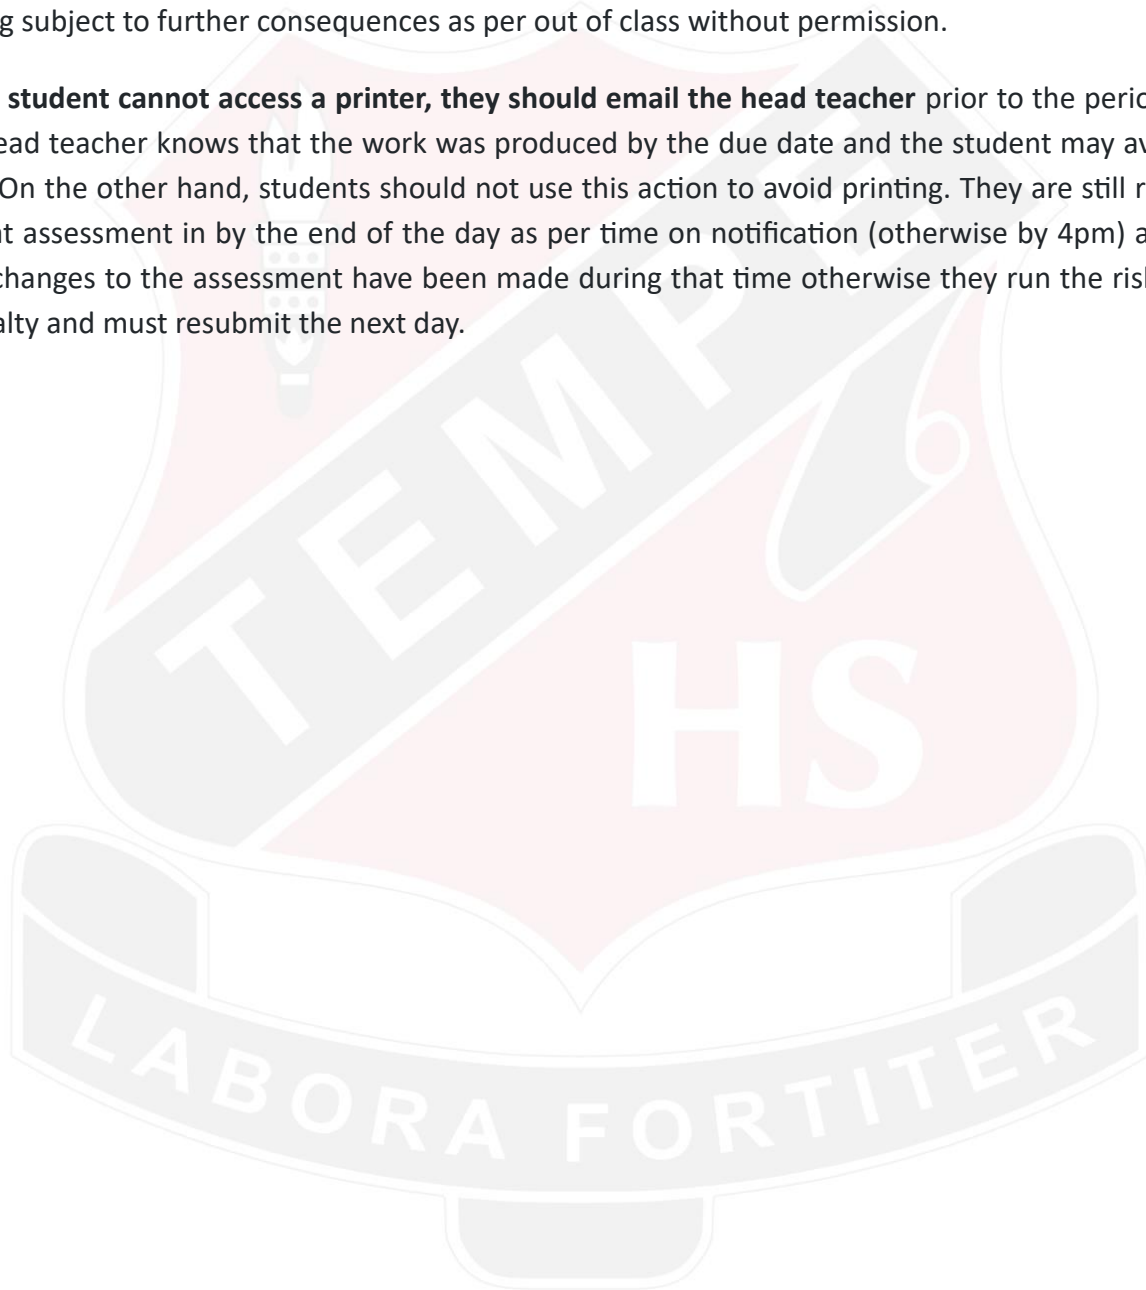 g subject to further consequences as per out of class without permission.
student cannot access a printer, they should email the head teacher prior to the perio
ead teacher knows that the work was produced by the due date and the student may av
On the other hand, students should not use this action to avoid printing. They are still r
t assessment in by the end of the day as per time on notification (otherwise by 4pm) a
changes to the assessment have been made during that time otherwise they run the risk
alty and must resubmit the next day.
TEMPE
HS
LABORA FORTITER